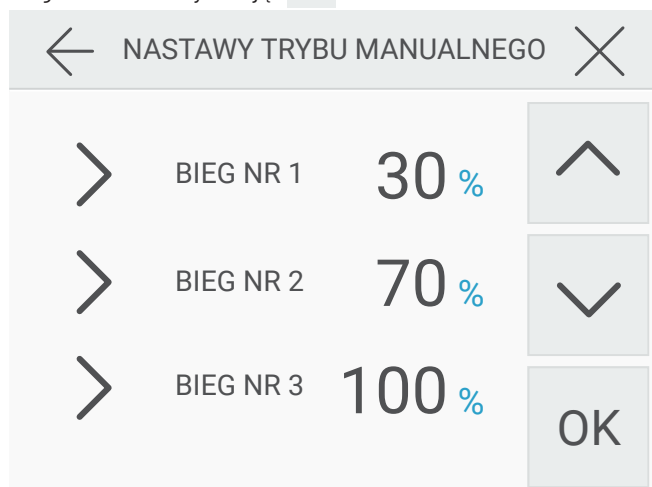 NASTAWY TRYBU MANUALNEGO
BIEG NR 1 30 %
BIEG NR 2 70 %
BIEG NR 3 100 %
OK